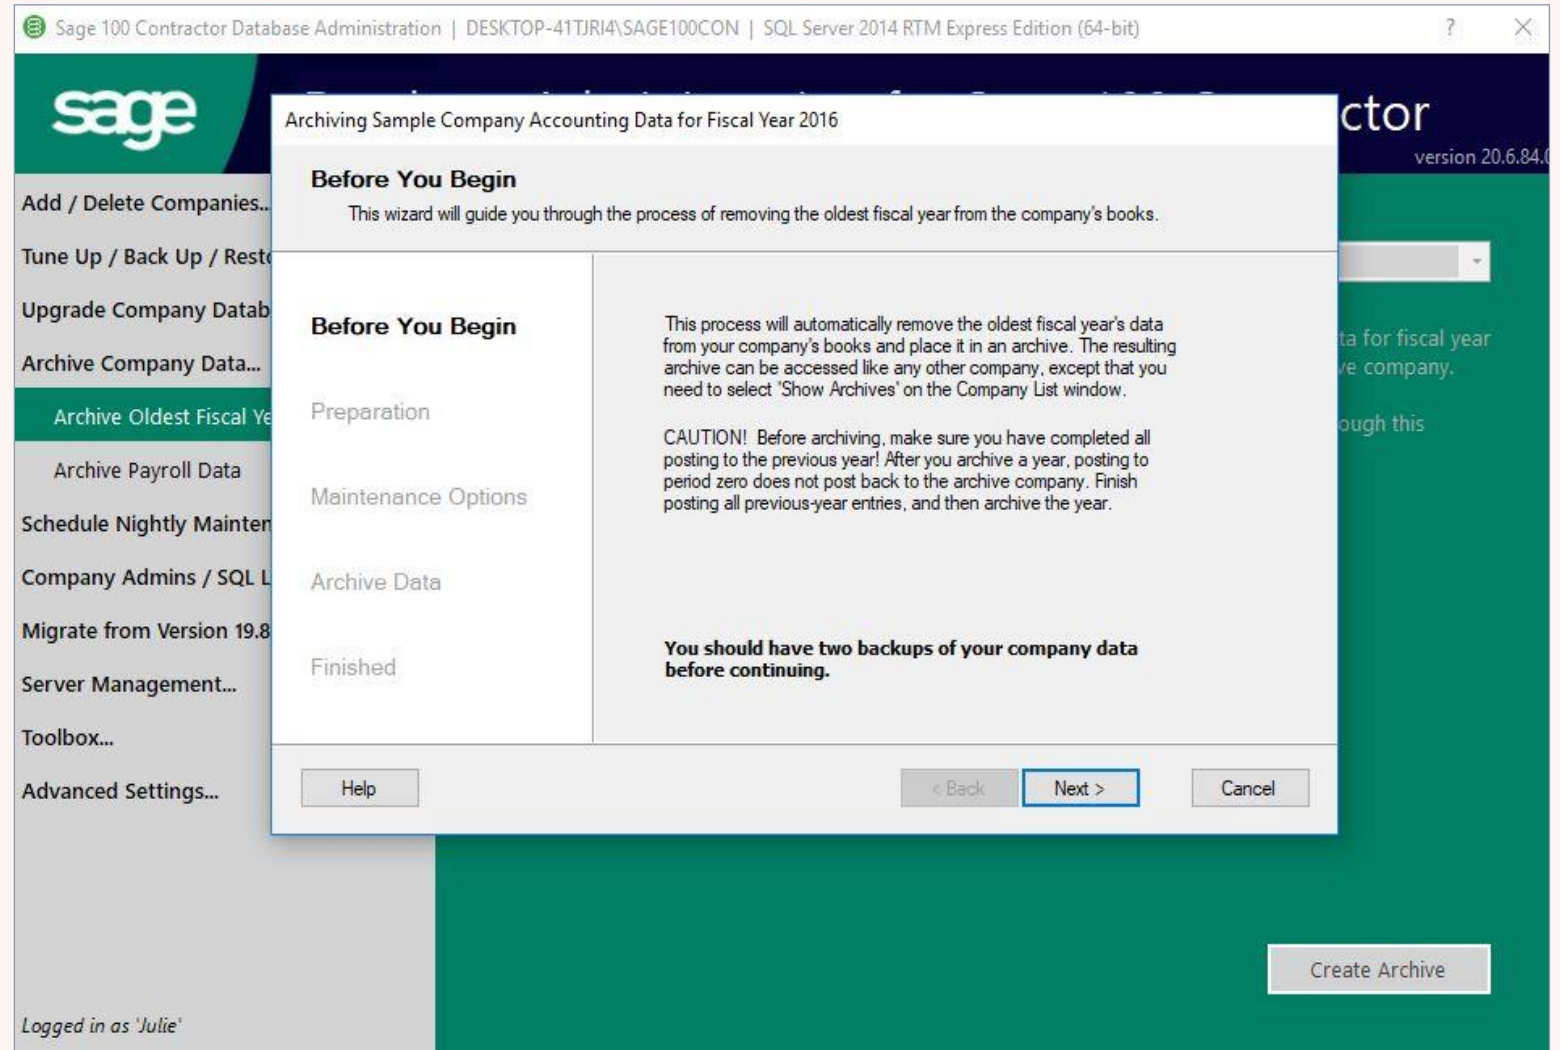 Sage 100 Contractor Database Administration | DESKTOP-41TJRI4\SAGE100CON | SQL Server 2014 RTM Express Edition (64-bit) ?
sage
ctor
version 20.6.84.
Archiving Sample Company Accounting Data for Fiscal Year 2016
Before You Begin
This wizard will guide you through the process of removing the oldest fiscal year from the company's books.
Add / Delete Companies...
Tune Up / Back Up / Resto
Upgrade Company Datab
Archive Company Data...
Archive Oldest Fiscal Ye
Archive Payroll Data
Schedule Nightly Mainten
Company Admins / SQL L
Migrate from Version 19.8
Server Management...
Toolbox...
Advanced Settings...
Logged in as 'Julie'
Before You Begin
Preparation
Maintenance Options
Archive Data
Finished
This process will automatically remove the oldest fiscal year's data
from your company's books and place it in an archive. The resulting
archive can be accessed like any other company, except that you
need to select 'Show Archives' on the Company List window.
CAUTION! Before archiving, make sure you have completed all
posting to the previous year! After you archive a year, posting to
period zero does not post back to the archive company. Finish
posting all previous-year entries, and then archive the year.
You should have two backups of your company data
before continuing.
Help
< Back
Next >
Cancel
ta for fiscal year
ve company.
ough this
Create Archive